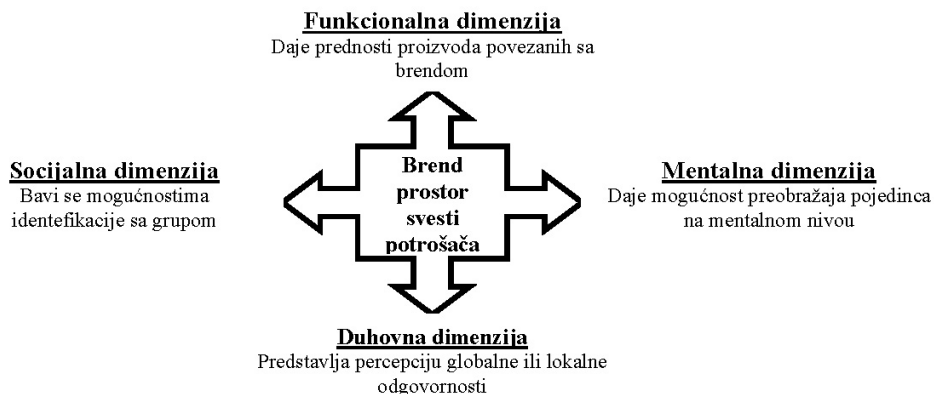 Funkcionalna dimenzija
Daje prednosti proizvoda povezanih sa
brendom
Socijalna dimenzija
Bavi se mogućnostima
identefikacije sa grupom
Brend
prostor
svesti
potrošača
Mentalna dimenzija
Daje mogućnost preobražaja pojedinca
na mentalnom nivou
Duhovna dimenzija
Predstavlja percepciju globalne ili lokalne
odgovornosti